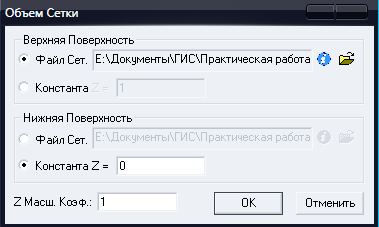 Объем Сетки
Верхняя Поверхность
Файл Сет. E:\Документы\ГИС\Практическая работа
Константа Z = 1
Нижняя Поверхность
Файл Сет. E:\Документы\ГИС\Практическая работа
Константа Z = 0
Z Масш. Коэф.: 1 OK Отменить